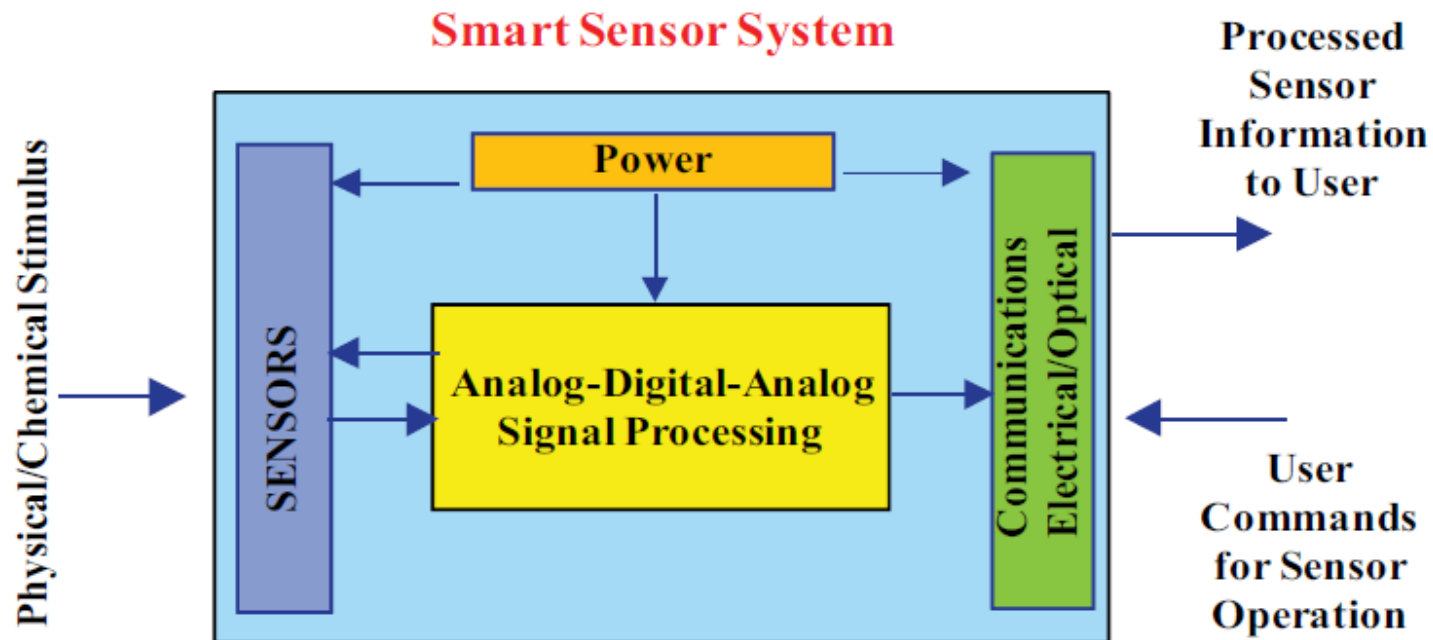 Smart Sensor System
Physical/Chemical Stimulus
SENSORS
Power
Analog-Digital-Analog
Signal Processing
Communications
Electrical/Optical
Processed
Sensor
Information
to User
User
Commands
for Sensor
Operation